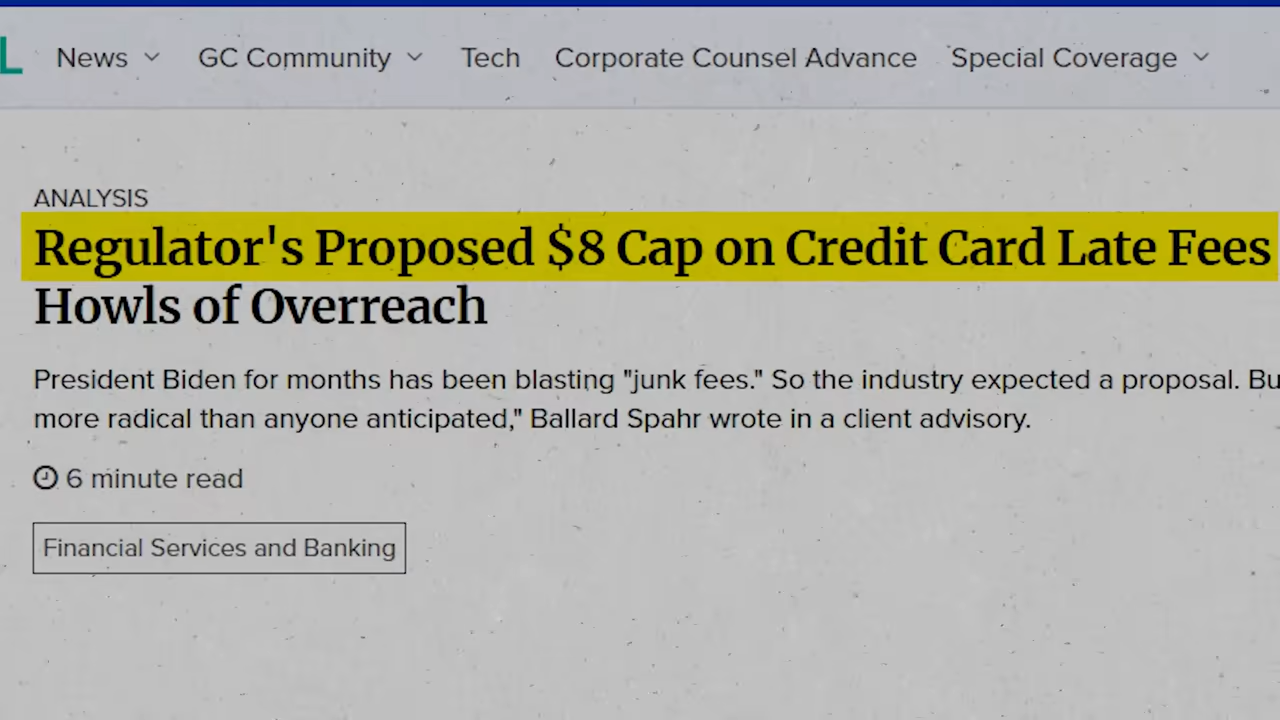 L News GC Community Tech Corporate Counsel Advance Special Coverage
ANALYSIS
Regulator's Proposed $8 Cap on Credit Card Late Fees
Howls of Overreach
President Biden for months has been blasting "junk fees." So the industry expected a proposal. Bu
more radical than anyone anticipated," Ballard Spahr wrote in a client advisory.
6 minute read
Financial Services and Banking